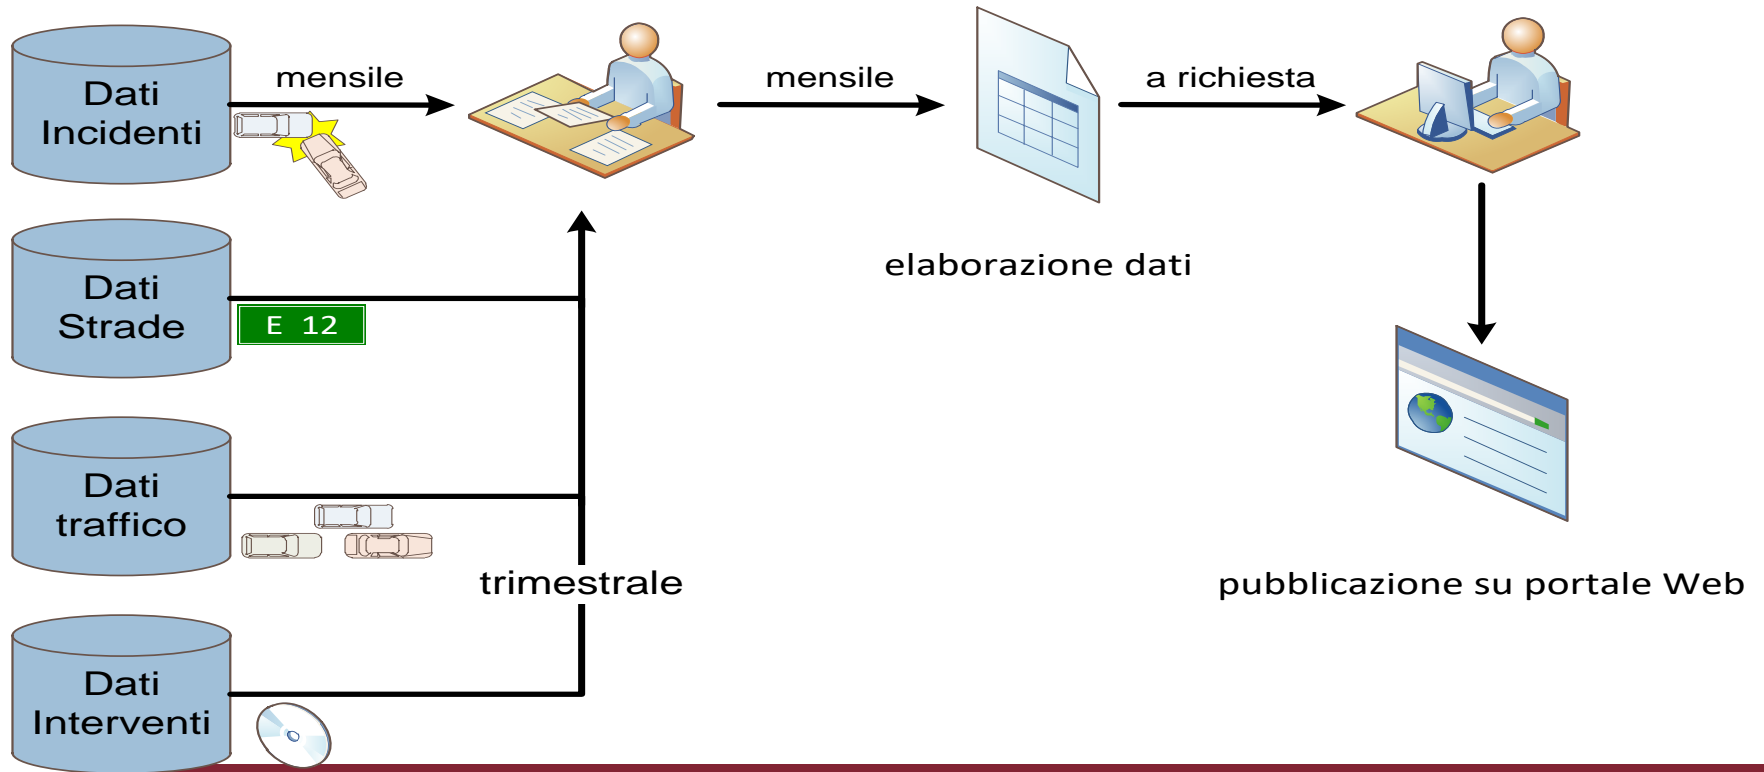 Dati
Incidenti
mensile
mensile
a richiesta
elaborazione dati
Dati
Strade
E 12
Dati
traffico
trimestrale
pubblicazione su portale Web
Dati
Interventi